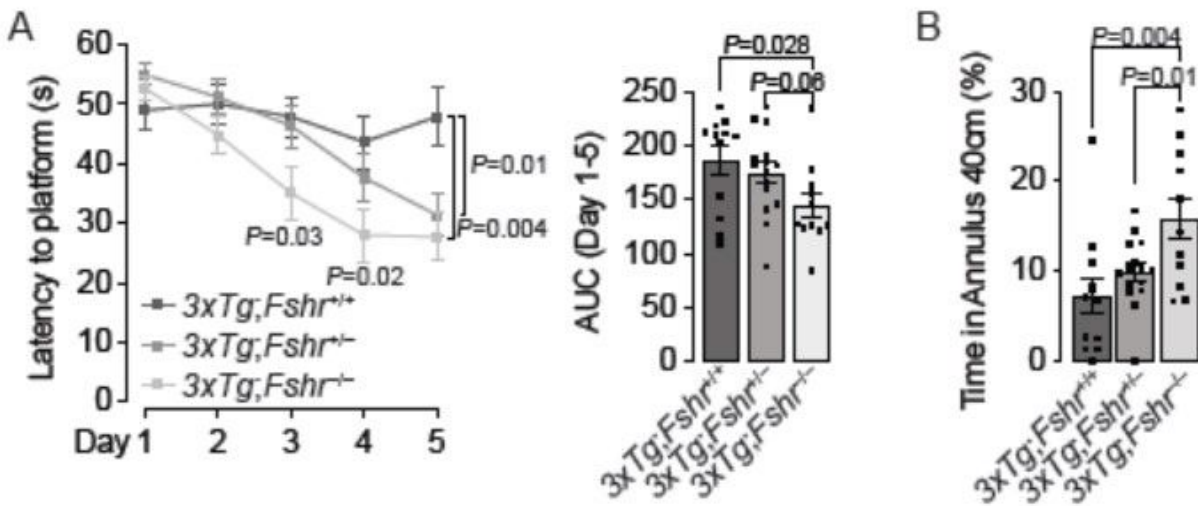 A
Latency to platform (s)
60
50
40
30
20
10
0
Day 1 2 3 4 5
P=0.01
P=0.004
P=0.03
P=0.02
3xTg;Fshr+/+
3xTg;Fshr+/–
3xTg;Fshr–/–
P=0.028
P=0.06
AUC (Day 1-5)
250
200
150
100
50
0
3xTg;Fshr+/+
3xTg;Fshr+/–
3xTg;Fshr–/–
B
P=0.004
P=0.01
Time in Annulus 40cm (%)
30
20
10
0
3xTg;Fshr+/+
3xTg;Fshr+/–
3xTg;Fshr–/–